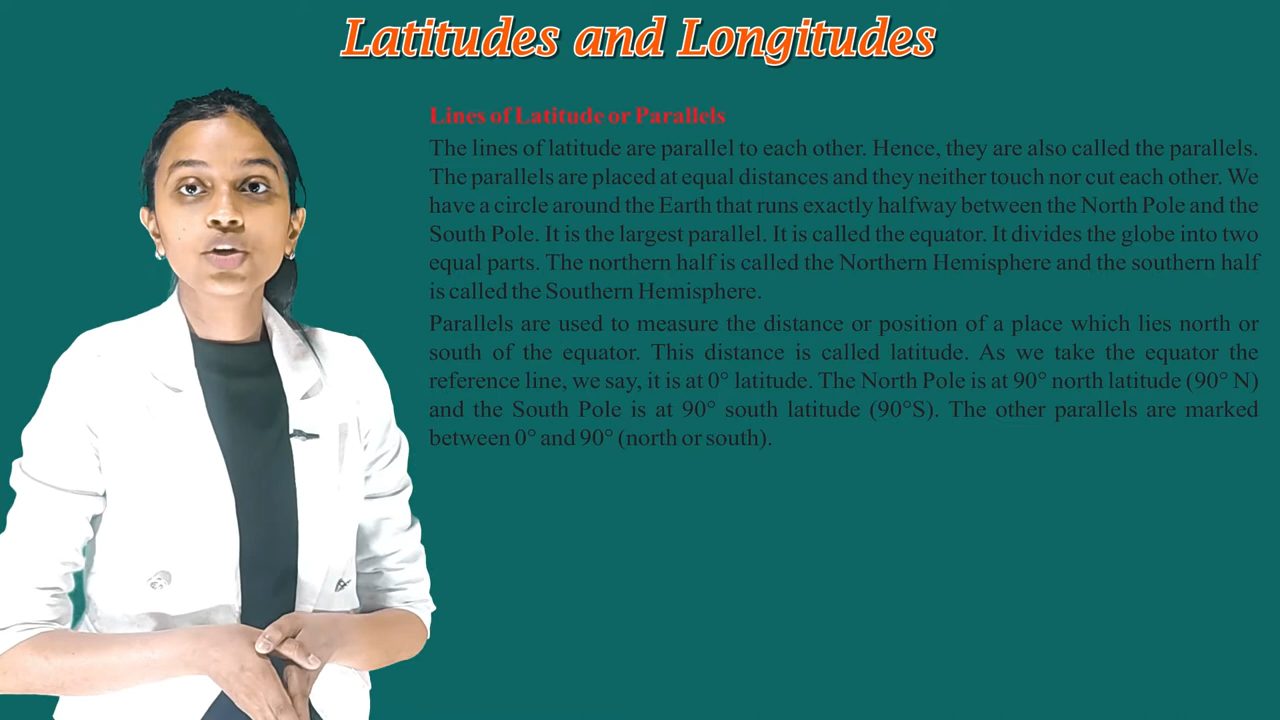 Latitudes and Longitudes
Lines of Latitude or Parallels
The lines of latitude are parallel to each other. Hence, they are also called the parallels.
The parallels are placed at equal distances and they neither touch nor cut each other. We
have a circle around the Earth that runs exactly halfway between the North Pole and the
South Pole. It is the largest parallel. It is called the equator. It divides the globe into two
equal parts. The northern half is called the Northern Hemisphere and the southern half
is called the Southern Hemisphere.
Parallels are used to measure the distance or position of a place which lies north or
south of the equator. This distance is called latitude. As we take the equator the
reference line, we say, it is at 0° latitude. The North Pole is at 90° north latitude (90° N)
and the South Pole is at 90° south latitude (90°S). The other parallels are marked
between 0° and 90° (north or south).